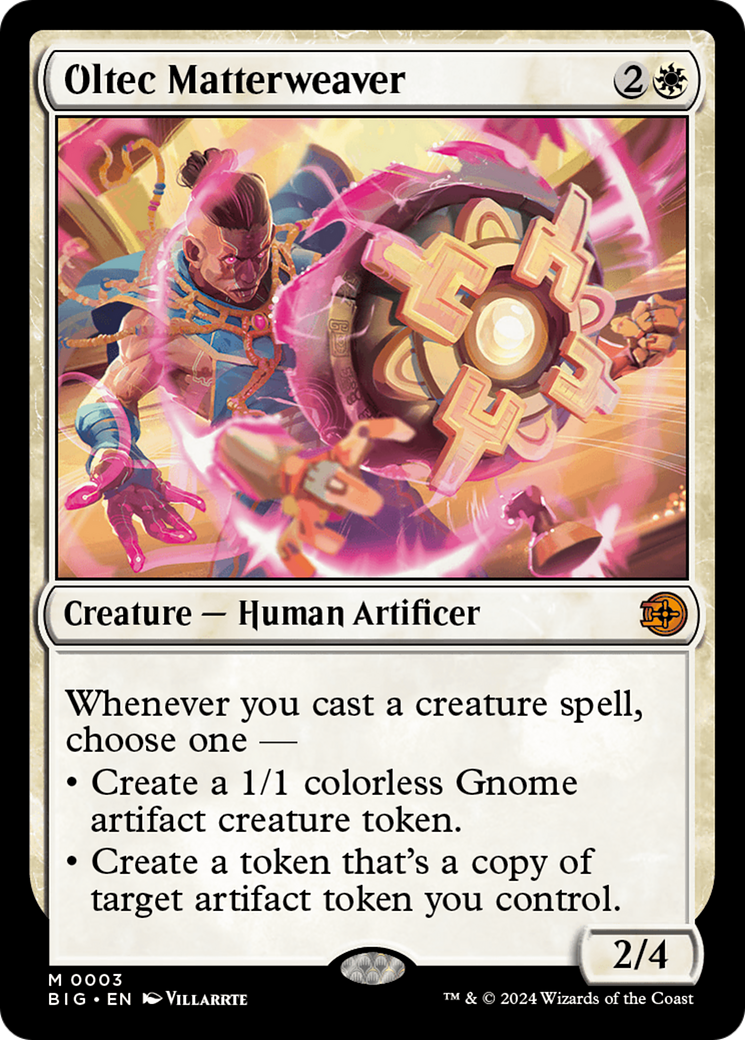 Oltec Matterweaver
2
Creature — Human Artificer
Whenever you cast a creature spell,
choose one —
• Create a 1/1 colorless Gnome
artifact creature token.
• Create a token that's a copy of
target artifact token you control.
2/4
M 0003
BIG • EN VILLARRTE
™ & © 2024 Wizards of the Coast